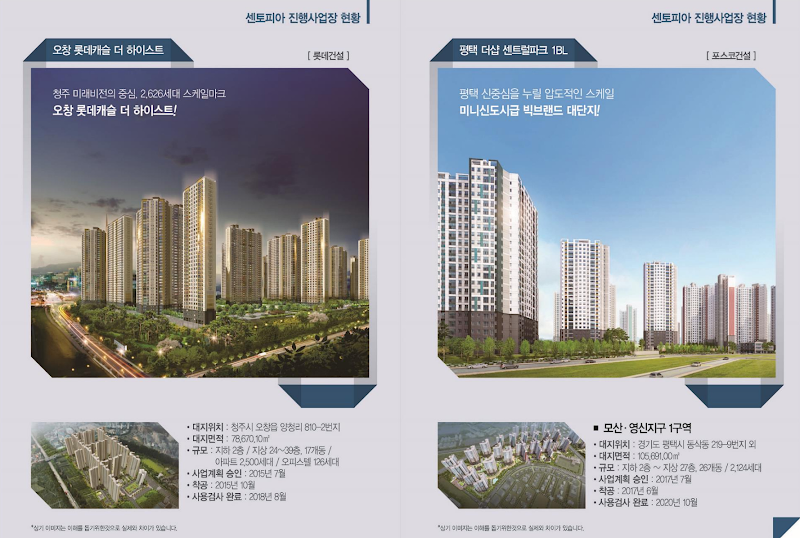 센토피아 진행사업장 현황
오창 롯데캐슬 더 하이스트
[ 롯데건설 ]
청주 미래비전의 중심, 2,626세대 스케일마크
오창 롯데캐슬 더 하이스트!
• 대지위치 : 청주시 오창읍 양청리 810-2번지
• 대지면적 : 78,670.10㎡
• 규모 : 지하 2층 / 지상 24~39층, 17개동 /
아파트 2,500세대 / 오피스텔 126세대
• 사업계획 승인 : 2015년 7월
• 착공 : 2015년 10월
• 사용검사 완료 : 2018년 8월
*상기 이미지는 이해를 돕기위한것으로 실제와 차이가 있습니다.
센토피아 진행사업장 현황
평택 더샵 센트럴파크 1BL
[ 포스코건설 ]
평택 신중심을 누릴 압도적인 스케일
미니신도시급 빅브랜드 대단지!
■ 모산·영신지구 1구역
• 대지위치 : 경기도 평택시 동삭동 219-9번지 외
• 대지면적 : 105,691.00㎡
• 규모 : 지하 2층 ~ 지상 27층, 26개동 / 2,124세대
• 사업계획 승인 : 2017년 7월
• 착공 : 2017년 6월
• 사용검사 완료 : 2020년 10월
*상기 이미지는 이해를 돕기위한것으로 실제와 차이가 있습니다.